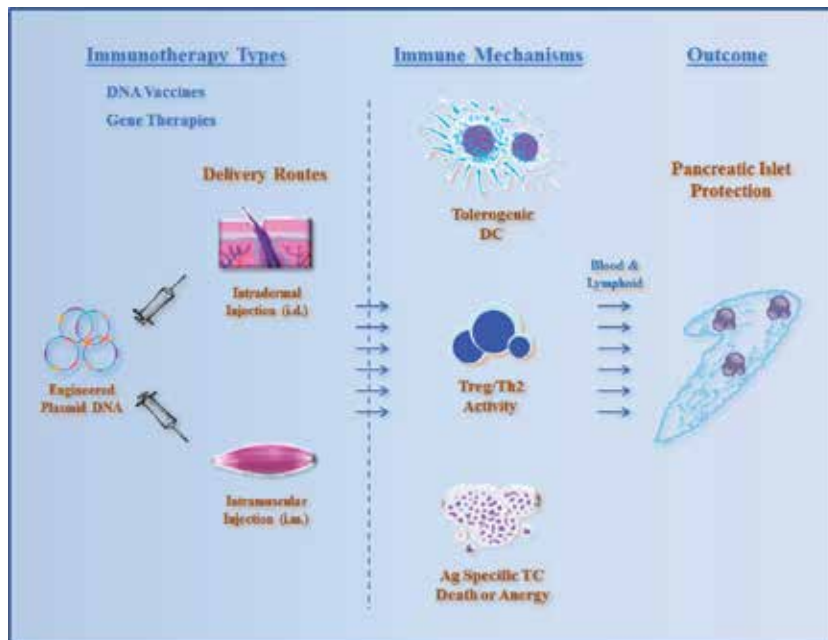 Immunotherapy Types
DNA Vaccines
Gene Therapies
Delivery Routes
Intradermal
Injection (i.d.)
Engineered
Plasmid DNA
Intramuscular
Injection (i.m.)
Immune Mechanisms
Tolerogenic
DC
Treg/Th2
Activity
Ag Specific TC
Death or Anergy
Blood &
Lymphoid
Outcome
Pancreatic Islet
Protection